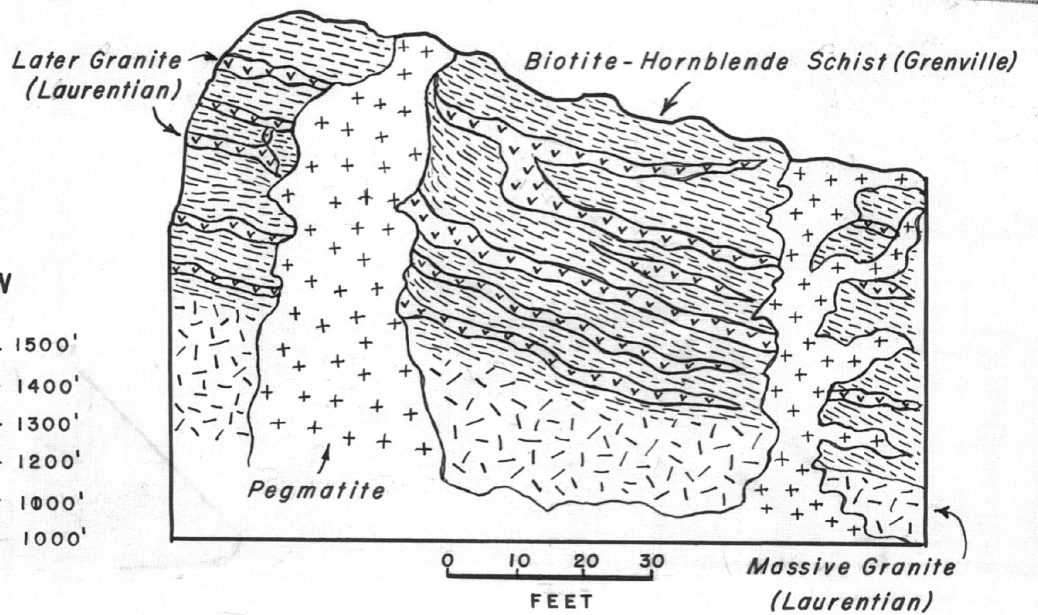 Later Granite
(Laurentian)
Biotite-Hornblende Schist (Grenville)
N
1500'
1400'
1300'
1200'
1000'
1000'
Pegmatite
0 10 20 30
FEET
Massive Granite
(Laurentian)